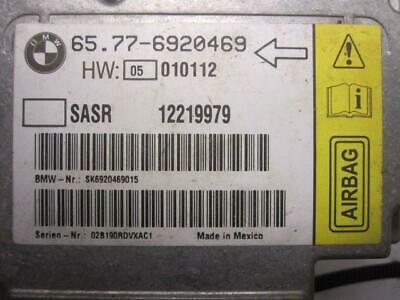 BMW 65.77-6920469
HW: 05 010112
SASR 12219979
BMW-Nr.: SK6920469015
Serien-Nr.: 02B190RDVXAC1 Made in Mexico
AIRBAG